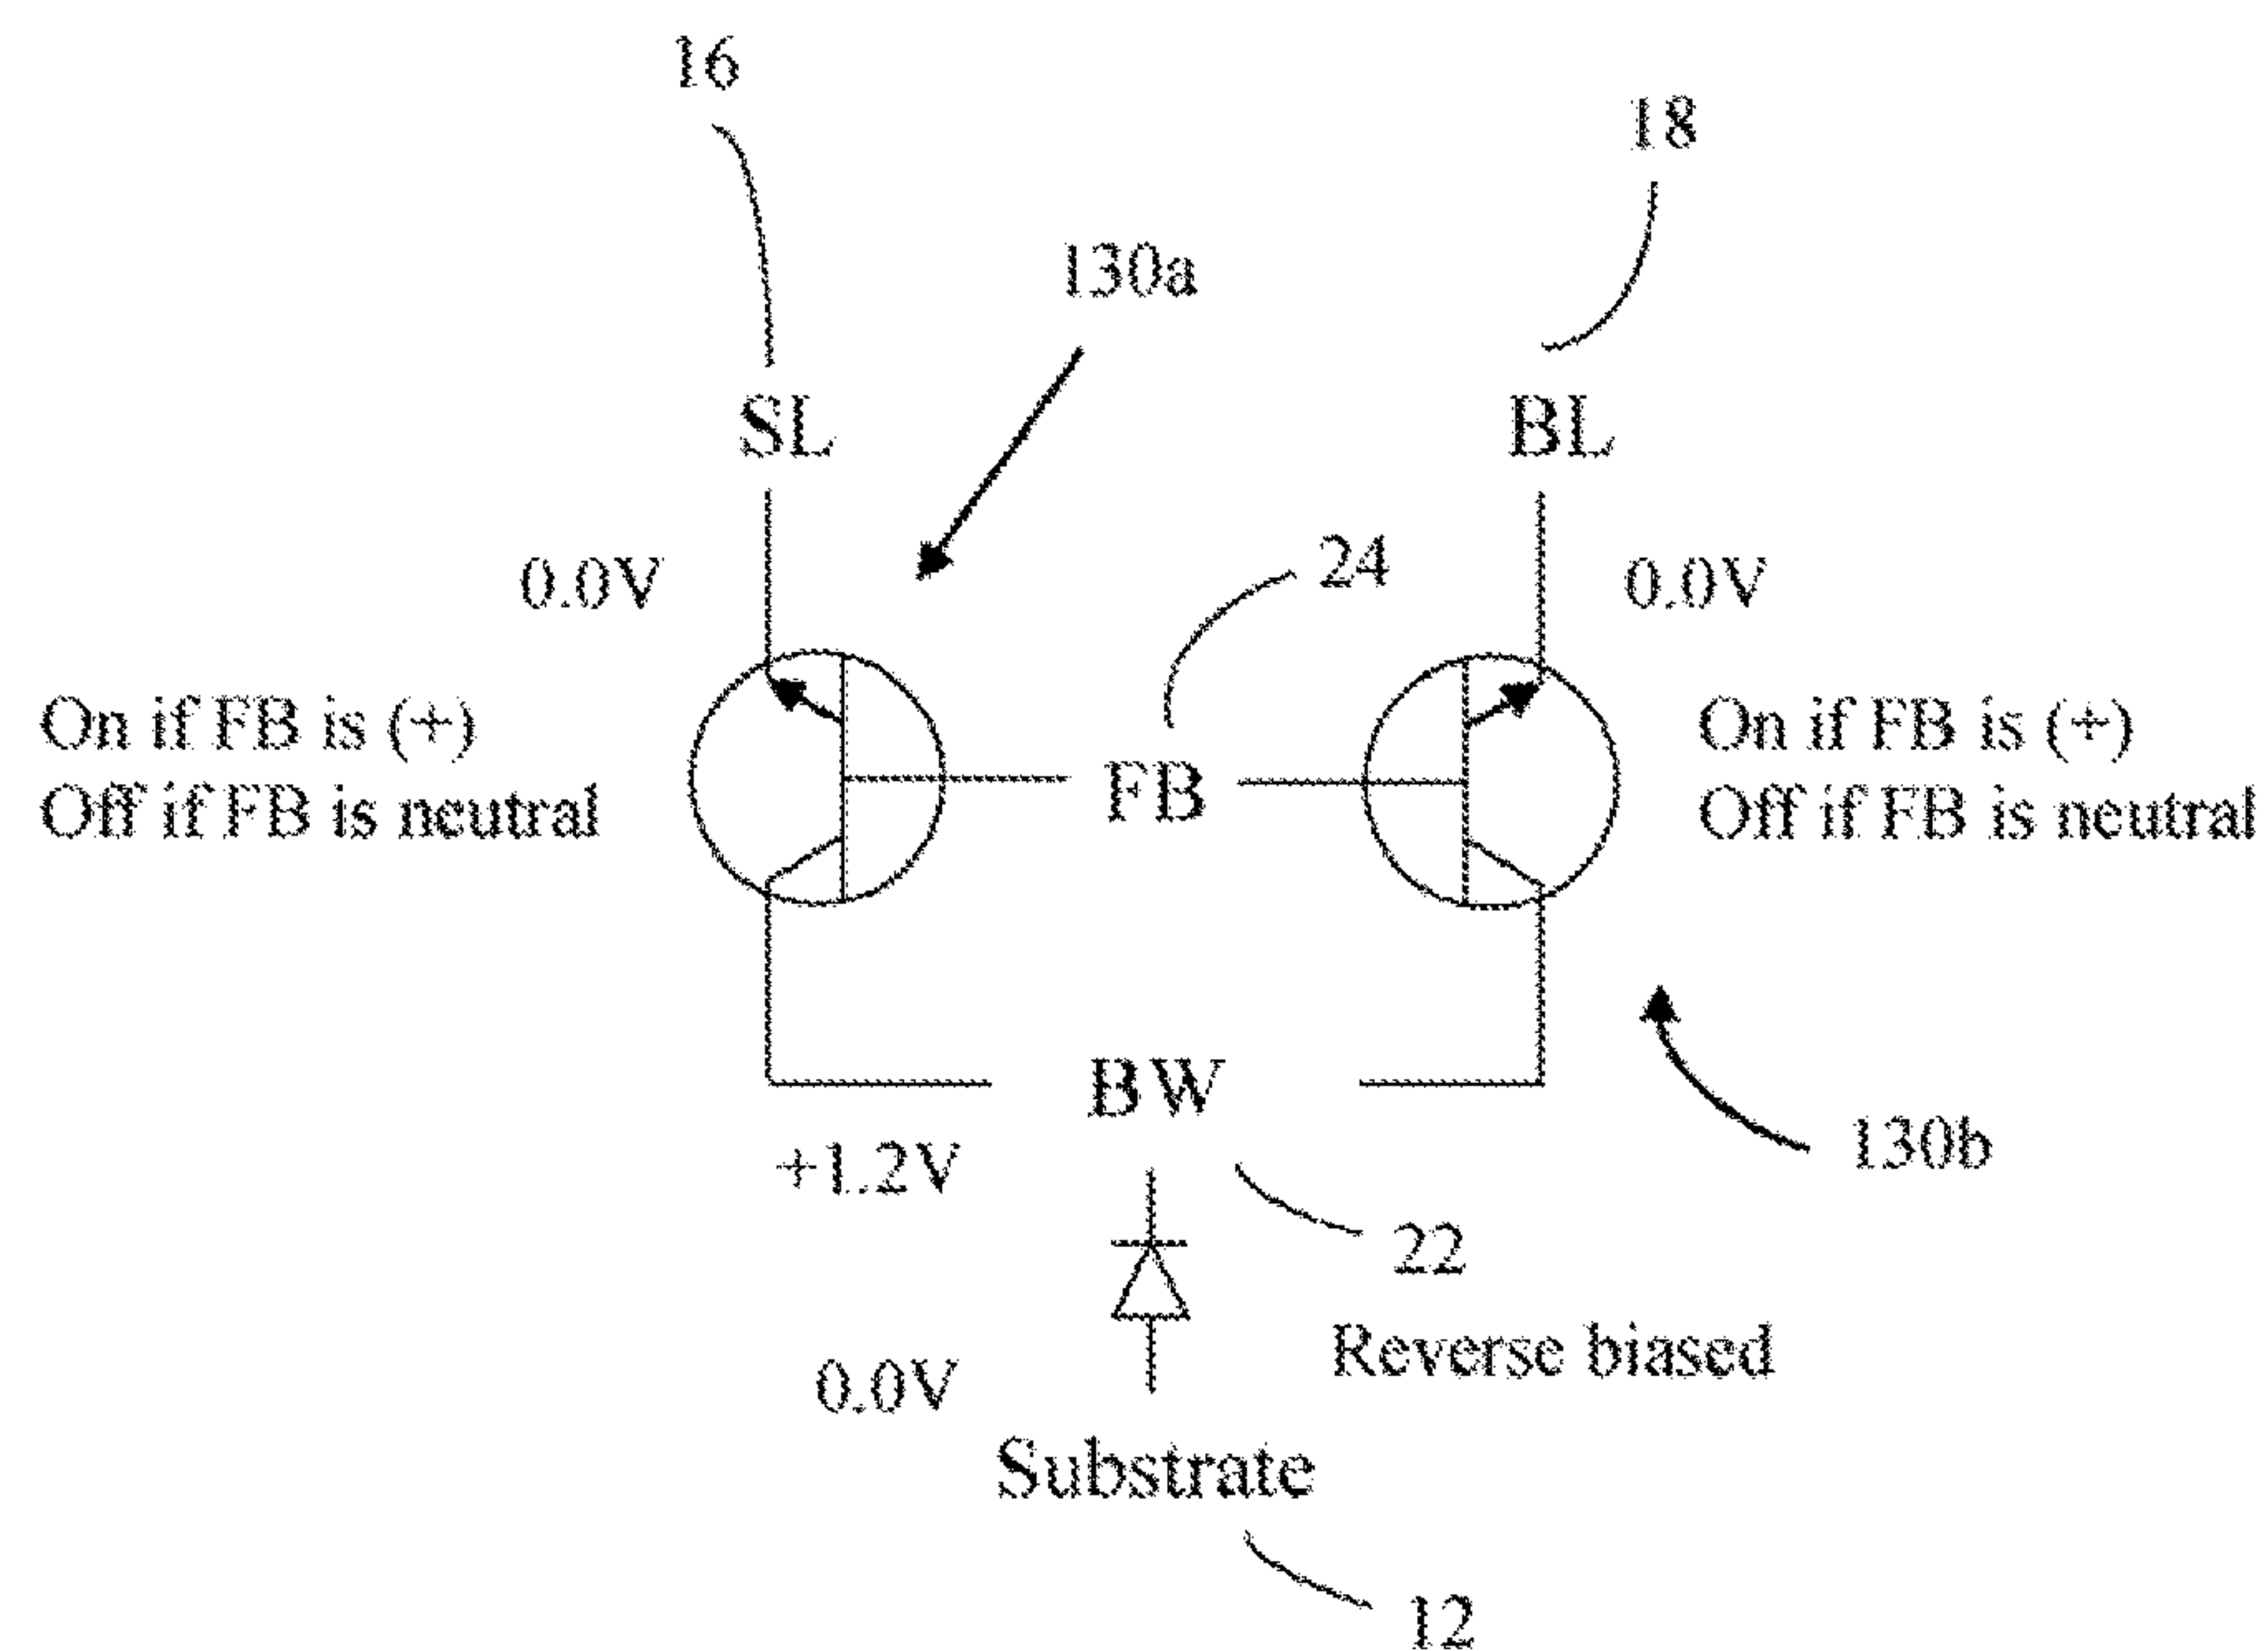 16
18
130a
SL
BL
24
0.0V
0.0V
On if FB is (+)
Off if FB is neutral
FB
On if FB is (+)
Off if FB is neutral
BW
+1.2V
130b
22
Reverse biased
0.0V
Substrate
12